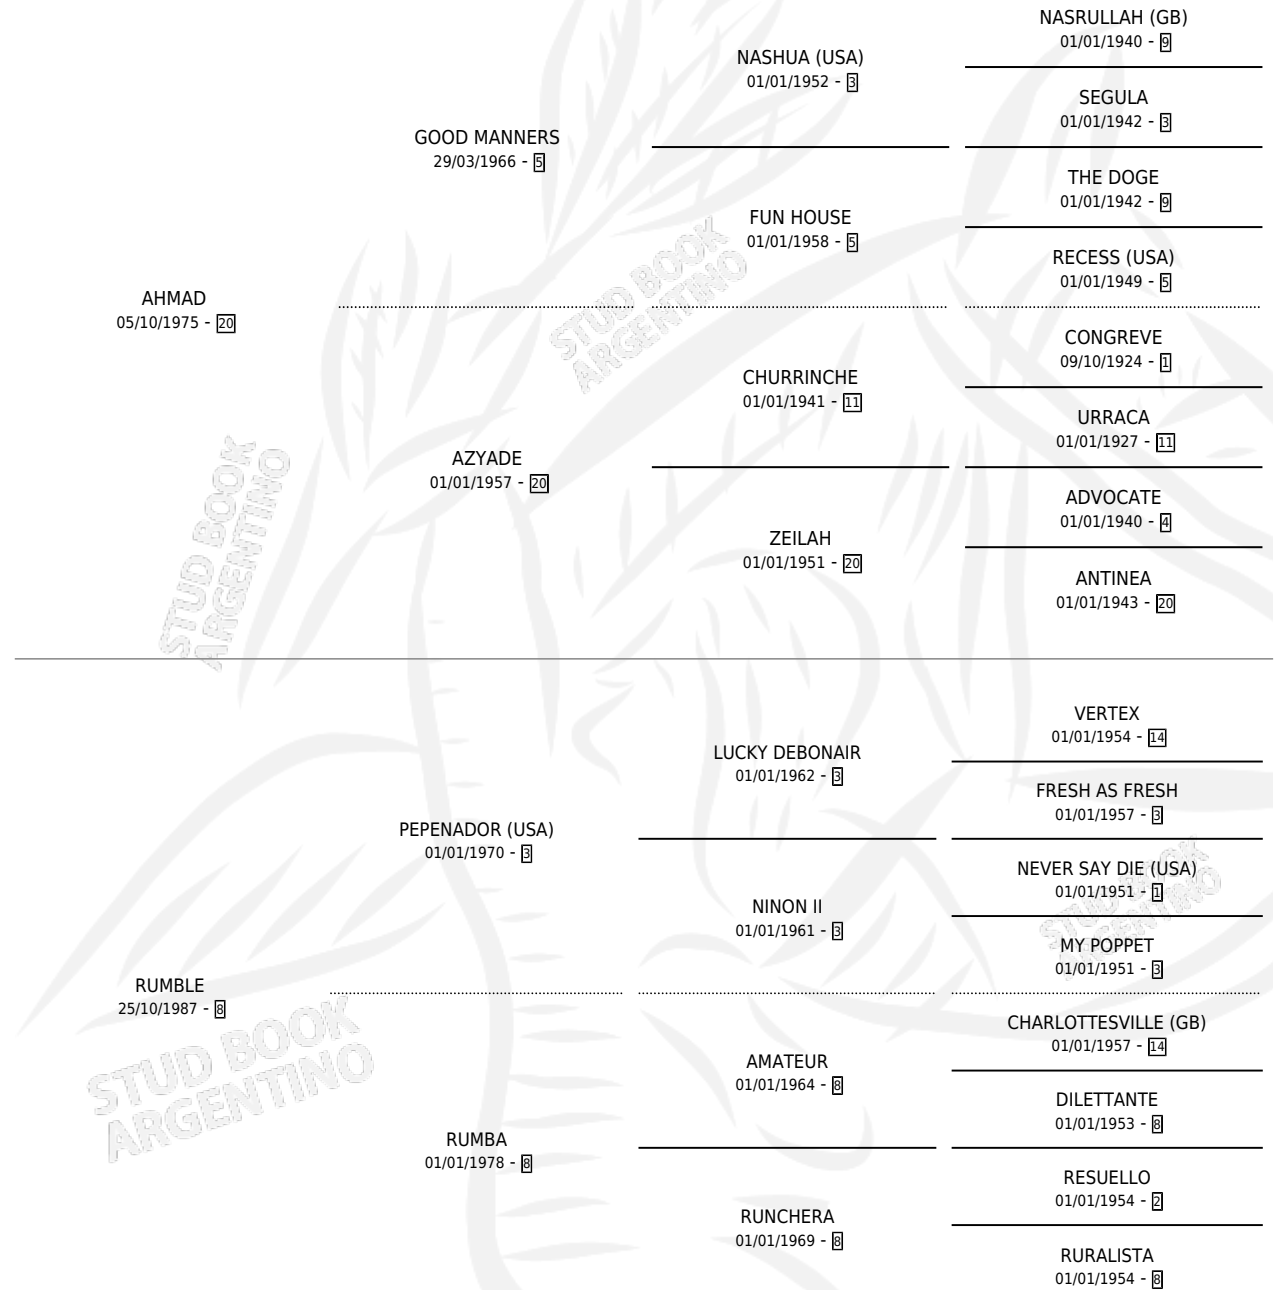 NASRULLAH (GB)
01/01/1940 - 9
NASHUA (USA)
01/01/1952 - 3
SEGULA
01/01/1942 - 3
GOOD MANNERS
29/03/1966 - 5
THE DOGE
01/01/1942 - 9
FUN HOUSE
01/01/1958 - 5
RECESS (USA)
01/01/1949 - 5
AHMAD
05/10/1975 - 20
CONGREVE
09/10/1924 - 1
CHURRINCHE
01/01/1941 - 11
URRACA
01/01/1927 - 11
AZYADE
01/01/1957 - 20
ADVOCATE
01/01/1940 - 4
ZEILAH
01/01/1951 - 20
ANTINEA
01/01/1943 - 20
VERTEX
01/01/1954 - 14
LUCKY DEBONAIR
01/01/1962 - 3
FRESH AS FRESH
01/01/1957 - 3
PEPENADOR (USA)
01/01/1970 - 3
NEVER SAY DIE (USA)
01/01/1951 - 1
NINON II
01/01/1961 - 3
MY POPPET
01/01/1951 - 3
RUMBLE
25/10/1987 - 8
CHARLOTTESVILLE (GB)
01/01/1957 - 14
AMATEUR
01/01/1964 - 8
DILETTANTE
01/01/1953 - 8
RUMBA
01/01/1978 - 8
RESUELLO
01/01/1954 - 2
RUNCHERA
01/01/1969 - 8
RURALISTA
01/01/1954 - 8
STUD BOOK
ARGENTINO
STUD BOOK
ARGENTINO
STUD BOOK
ARGENTINO
STUD BOOK
ARGENTINO